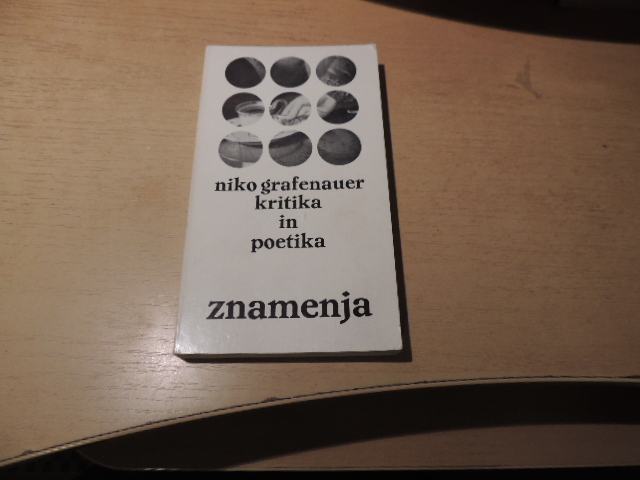 niko grafenauer
kritika
in
poetika
znamenja